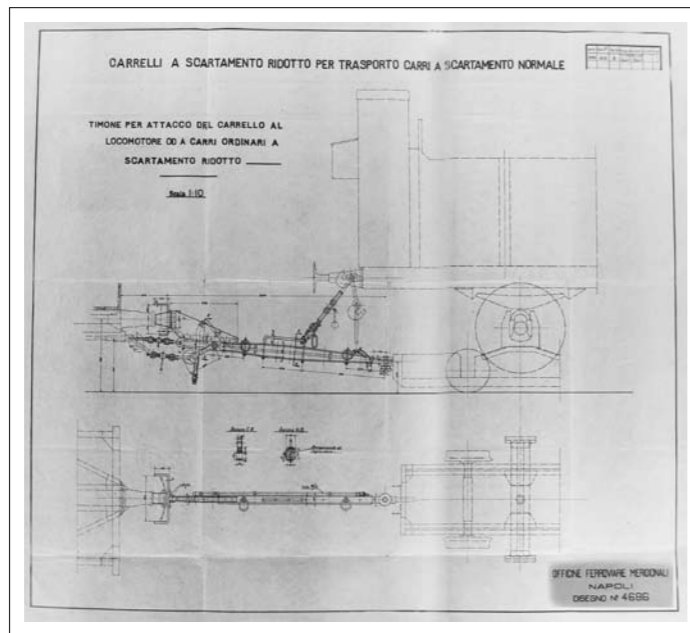 CARRELLI A SCARTAMENTO RIDOTTO PER TRASPORTO CARRI A SCARTAMENTO NORMALE
TIMONE PER ATTACCO DEL CARRELLO AL
LOCOMOTORE OD A CARRI ORDINARI A
SCARTAMENTO RIDOTTO
Scala 1:10
OFFICINE FERROVIARIE MERIDIONALI
NAPOLI
DISEGNO Nº 4686